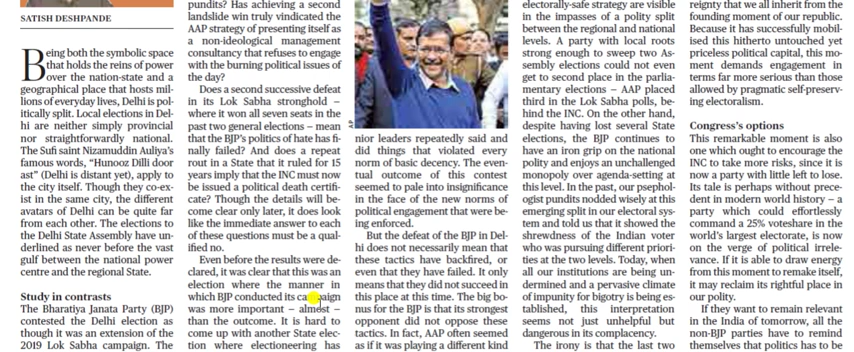 SATISH DESHPANDE
Being both the symbolic space
that holds the reins of power
over the nation-state and a
geographical place that hosts mil-
lions of everyday lives, Delhi is pol-
itically split. Local elections in Del-
hi are neither simply provincial
nor straightforwardly national.
The Sufi saint Nizamuddin Auliya's
famous words, "Hunooz Dilli door
ast" (Delhi is distant yet), apply to
the city itself. Though they co-ex-
ist in the same city, the different
avatars of Delhi can be quite far
from each other. The elections to
the Delhi State Assembly have un-
derlined as never before the vast
gulf between the national power
centre and the regional State.
Study in contrasts
The Bharatiya Janata Party (BJP)
contested the Delhi election as
though it was an extension of the
2019 Lok Sabha campaign. The
pundits? Has achieving a second
landslide win truly vindicated the
AAP strategy of presenting itself as
a non-ideological management
consultancy that refuses to engage
with the burning political issues of
the day?
Does a second successive defeat
in its Lok Sabha stronghold –
where it won all seven seats in the
past two general elections – mean
that the BJP's politics of hate has fi-
nally failed? And does a repeat
rout in a State that it ruled for 15
years imply that the INC must now
be issued a political death certifi-
cate? Though the details will be-
come clear only later, it does look
like the immediate answer to each
of these questions must be a qual-
ified no.
Even before the results were de-
clared, it was clear that this was an
election where the manner in
which BJP conducted its campaign
was more important – almost –
than the outcome. It is hard to
come up with another State elec-
tion where electioneering has
nior leaders repeatedly said and
did things that violated every
norm of basic decency. The even-
tual outcome of this contest
seemed to pale into insignificance
in the face of the new norms of
political engagement that were be-
ing enforced.
But the defeat of the BJP in Del-
hi does not necessarily mean that
these tactics have backfired, or
even that they have failed. It only
means that they did not succeed in
this place at this time. The big bo-
nus for the BJP is that its strongest
opponent did not oppose these
tactics. In fact, AAP often seemed
as if it was playing a different kind
electorally-safe strategy are visible
in the impasses of a polity split
between the regional and national
levels. A party with local roots
strong enough to sweep two As-
sembly elections could not even
get to second place in the parlia-
mentary elections – AAP placed
third in the Lok Sabha polls, be-
hind the INC. On the other hand,
despite having lost several State
elections, the BJP continues to
have an iron grip on the national
polity and enjoys an unchallenged
monopoly over agenda-setting at
this level. In the past, our psephol-
ogist pundits nodded wisely at this
emerging split in our electoral sys-
tem and told us that it showed the
shrewdness of the Indian voter
who was pursuing different priori-
ties at the two levels. Today, when
all our institutions are being un-
dermined and a pervasive climate
of impunity for bigotry is being es-
tablished, this interpretation
seems not just unhelpful but
dangerous in its complacency.
The irony is that the last two
reignty that we all inherit from the
founding moment of our republic.
Because it has successfully mobil-
ised this hitherto untouched yet
priceless political capital, this mo-
ment demands engagement in
terms far more serious than those
allowed by pragmatic self-preserv-
ing electoralism.
Congress's options
This remarkable moment is also
one which ought to encourage the
INC to take more risks, since it is
now a party with little left to lose.
Its tale is perhaps without prece-
dent in modern world history – a
party which could effortlessly
command a 25% voteshare in the
world's largest electorate, is now
on the verge of political irrele-
vance. If it is able to draw energy
from this moment to remake itself,
it may reclaim its rightful place in
our polity.
If they want to remain relevant
in the India of tomorrow, all the
non-BJP parties have to remind
themselves that politics has to be